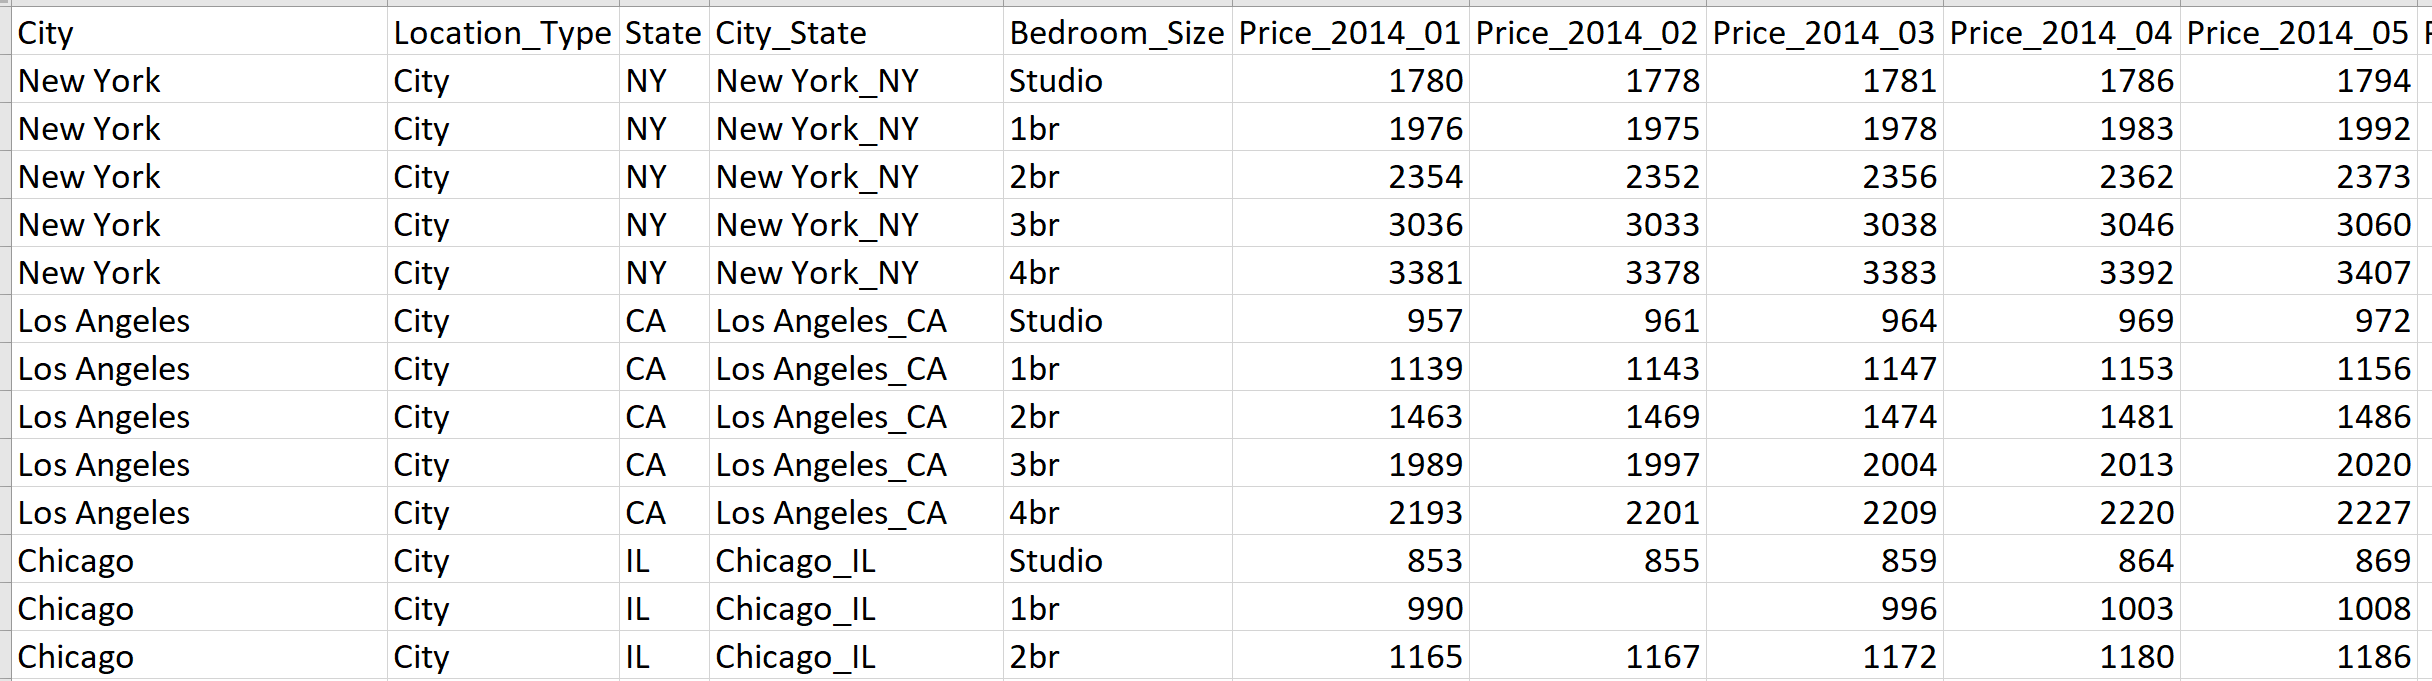 City Location_Type State City_State Bedroom_Size Price_2014_01 Price_2014_02 Price_2014_03 Price_2014_04 Price_2014_05
New York City NY New York_NY Studio 1780 1778 1781 1786 1794
New York City NY New York_NY 1br 1976 1975 1978 1983 1992
New York City NY New York_NY 2br 2354 2352 2356 2362 2373
New York City NY New York_NY 3br 3036 3033 3038 3046 3060
New York City NY New York_NY 4br 3381 3378 3383 3392 3407
Los Angeles City CA Los Angeles_CA Studio 957 961 964 969 972
Los Angeles City CA Los Angeles_CA 1br 1139 1143 1147 1153 1156
Los Angeles City CA Los Angeles_CA 2br 1463 1469 1474 1481 1486
Los Angeles City CA Los Angeles_CA 3br 1989 1997 2004 2013 2020
Los Angeles City CA Los Angeles_CA 4br 2193 2201 2209 2220 2227
Chicago City IL Chicago_IL Studio 853 855 859 864 869
Chicago City IL Chicago_IL 1br 990 996 1003 1008
Chicago City IL Chicago_IL 2br 1165 1167 1172 1180 1186